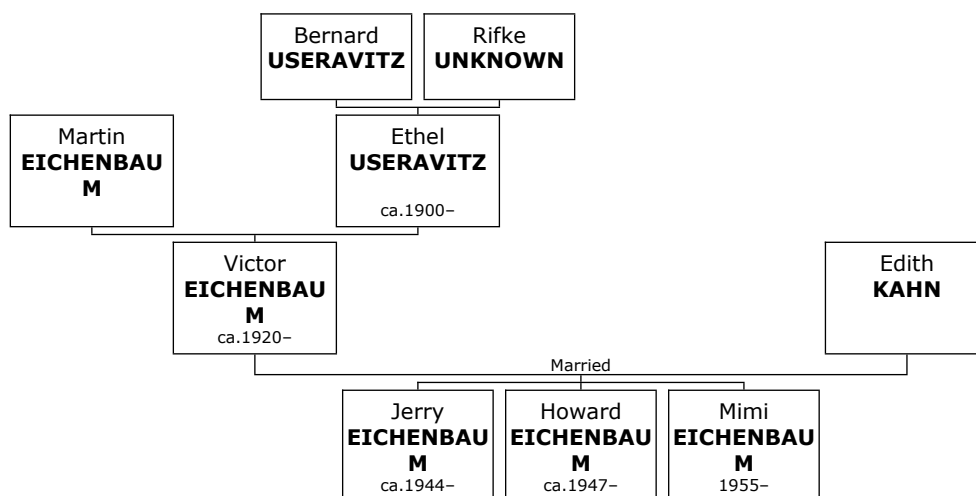 Bernard
USERAVITZ
Rifke
UNKNOWN
Martin
EICHENBAU
M
Ethel
USERAVITZ
ca.1900–
Victor
EICHENBAU
M
ca.1920–
Edith
KAHN
Married
Jerry
EICHENBAU
M
ca.1944–
Howard
EICHENBAU
M
ca.1947–
Mimi
EICHENBAU
M
1955–